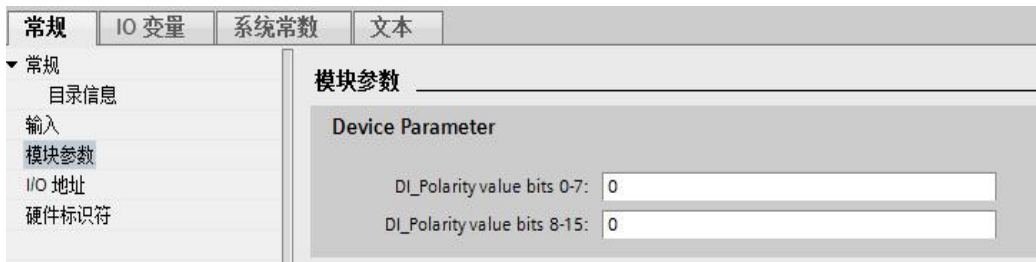 常规 IO 变量 系统常数 文本
常规
目录信息
输入
模块参数
I/O 地址
硬件标识符
模块参数
Device Parameter
DI_Polarity value bits 0-7: 0
DI_Polarity value bits 8-15: 0